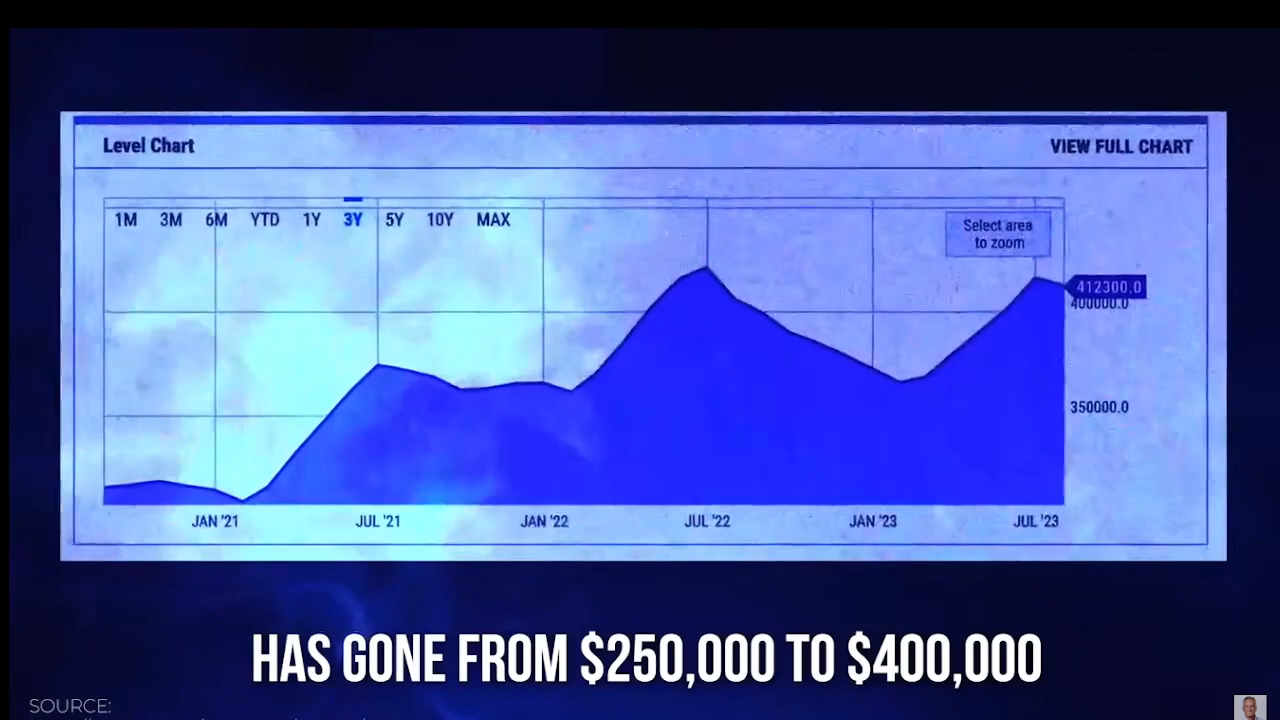 Level Chart
VIEW FULL CHART
1M 3M 6M YTD 1Y 3Y 5Y 10Y MAX
Select area
to zoom
412300.0
400000.0
350000.0
JAN '21 JUL '21 JAN '22 JUL '22 JAN '23 JUL '23
HAS GONE FROM $250,000 TO $400,000
SOURCE: